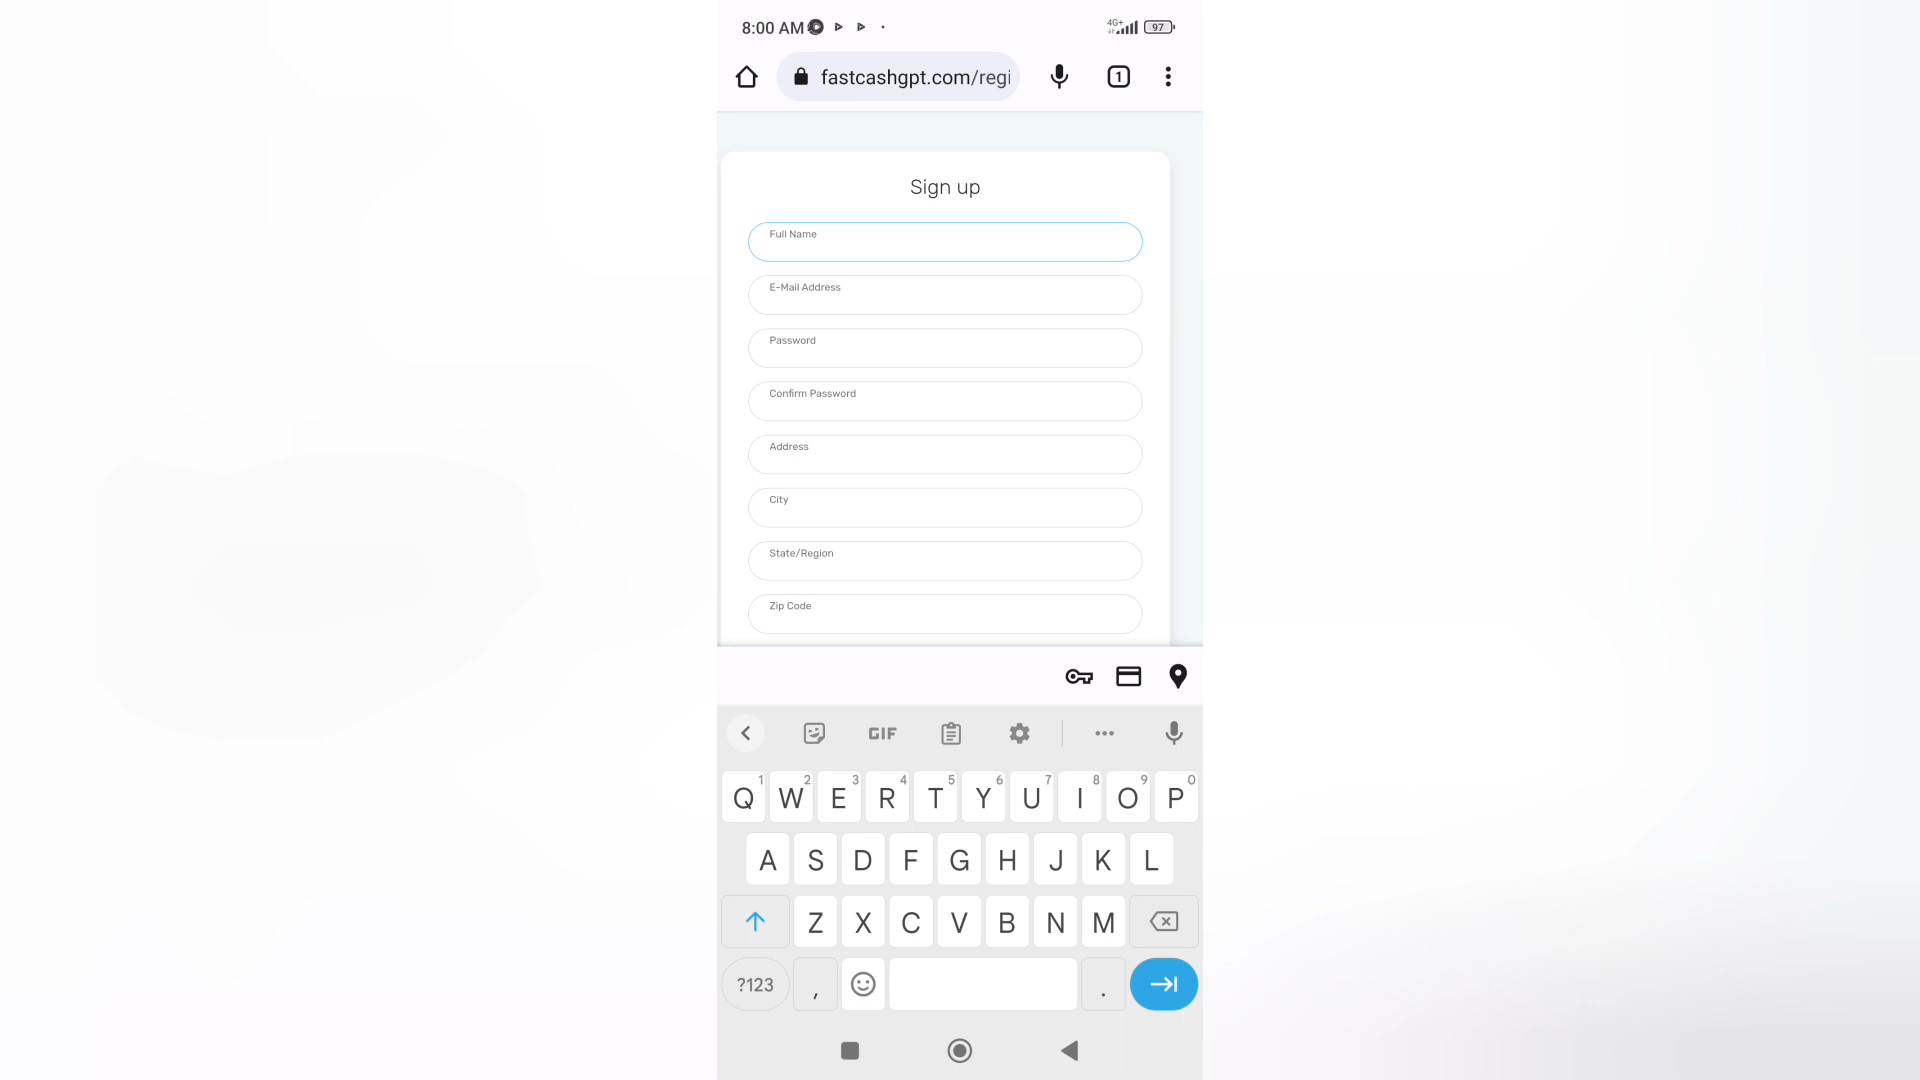 8:00 AM
4G+
97
fastcashgpt.com/regi
1
Sign up
Full Name
E-Mail Address
Password
Confirm Password
Address
City
State/Region
Zip Code
GIF
1 2 3 4 5 6 7 8 9 0
Q W E R T Y U I O P
A S D F G H J K L
Z X C V B N M
?123 , .